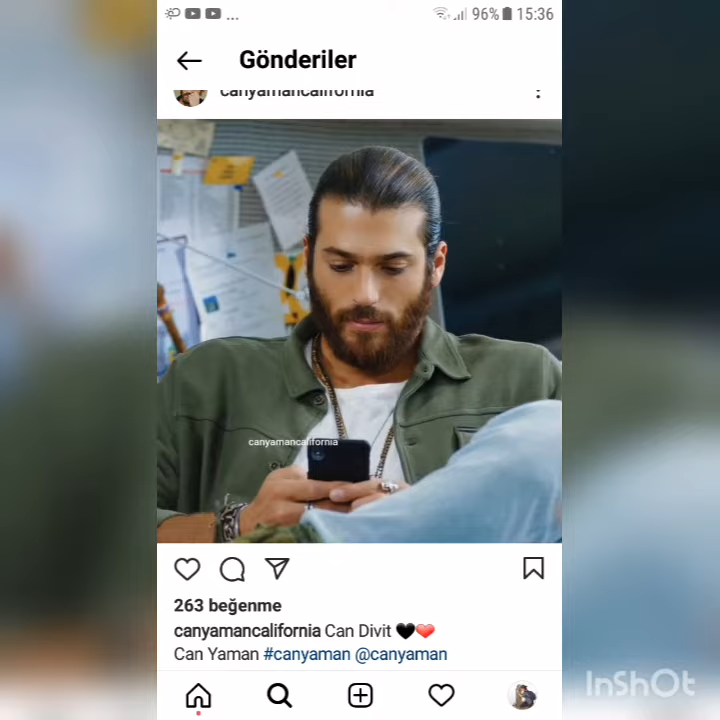 ... 96% 15:36
Gönderiler
canyamancalifornia
canyamancalifornia
263 beğenme
canyamancalifornia Can Divit 🖤❤️
Can Yaman #canyaman @canyaman
InShOt